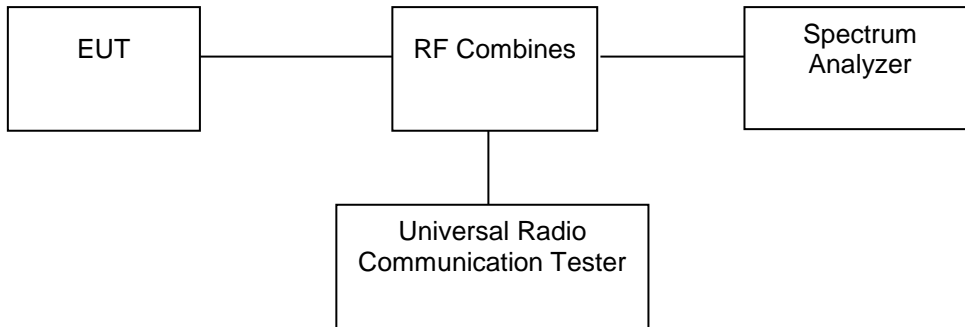 EUT
RF Combines
Spectrum
Analyzer
Universal Radio
Communication Tester